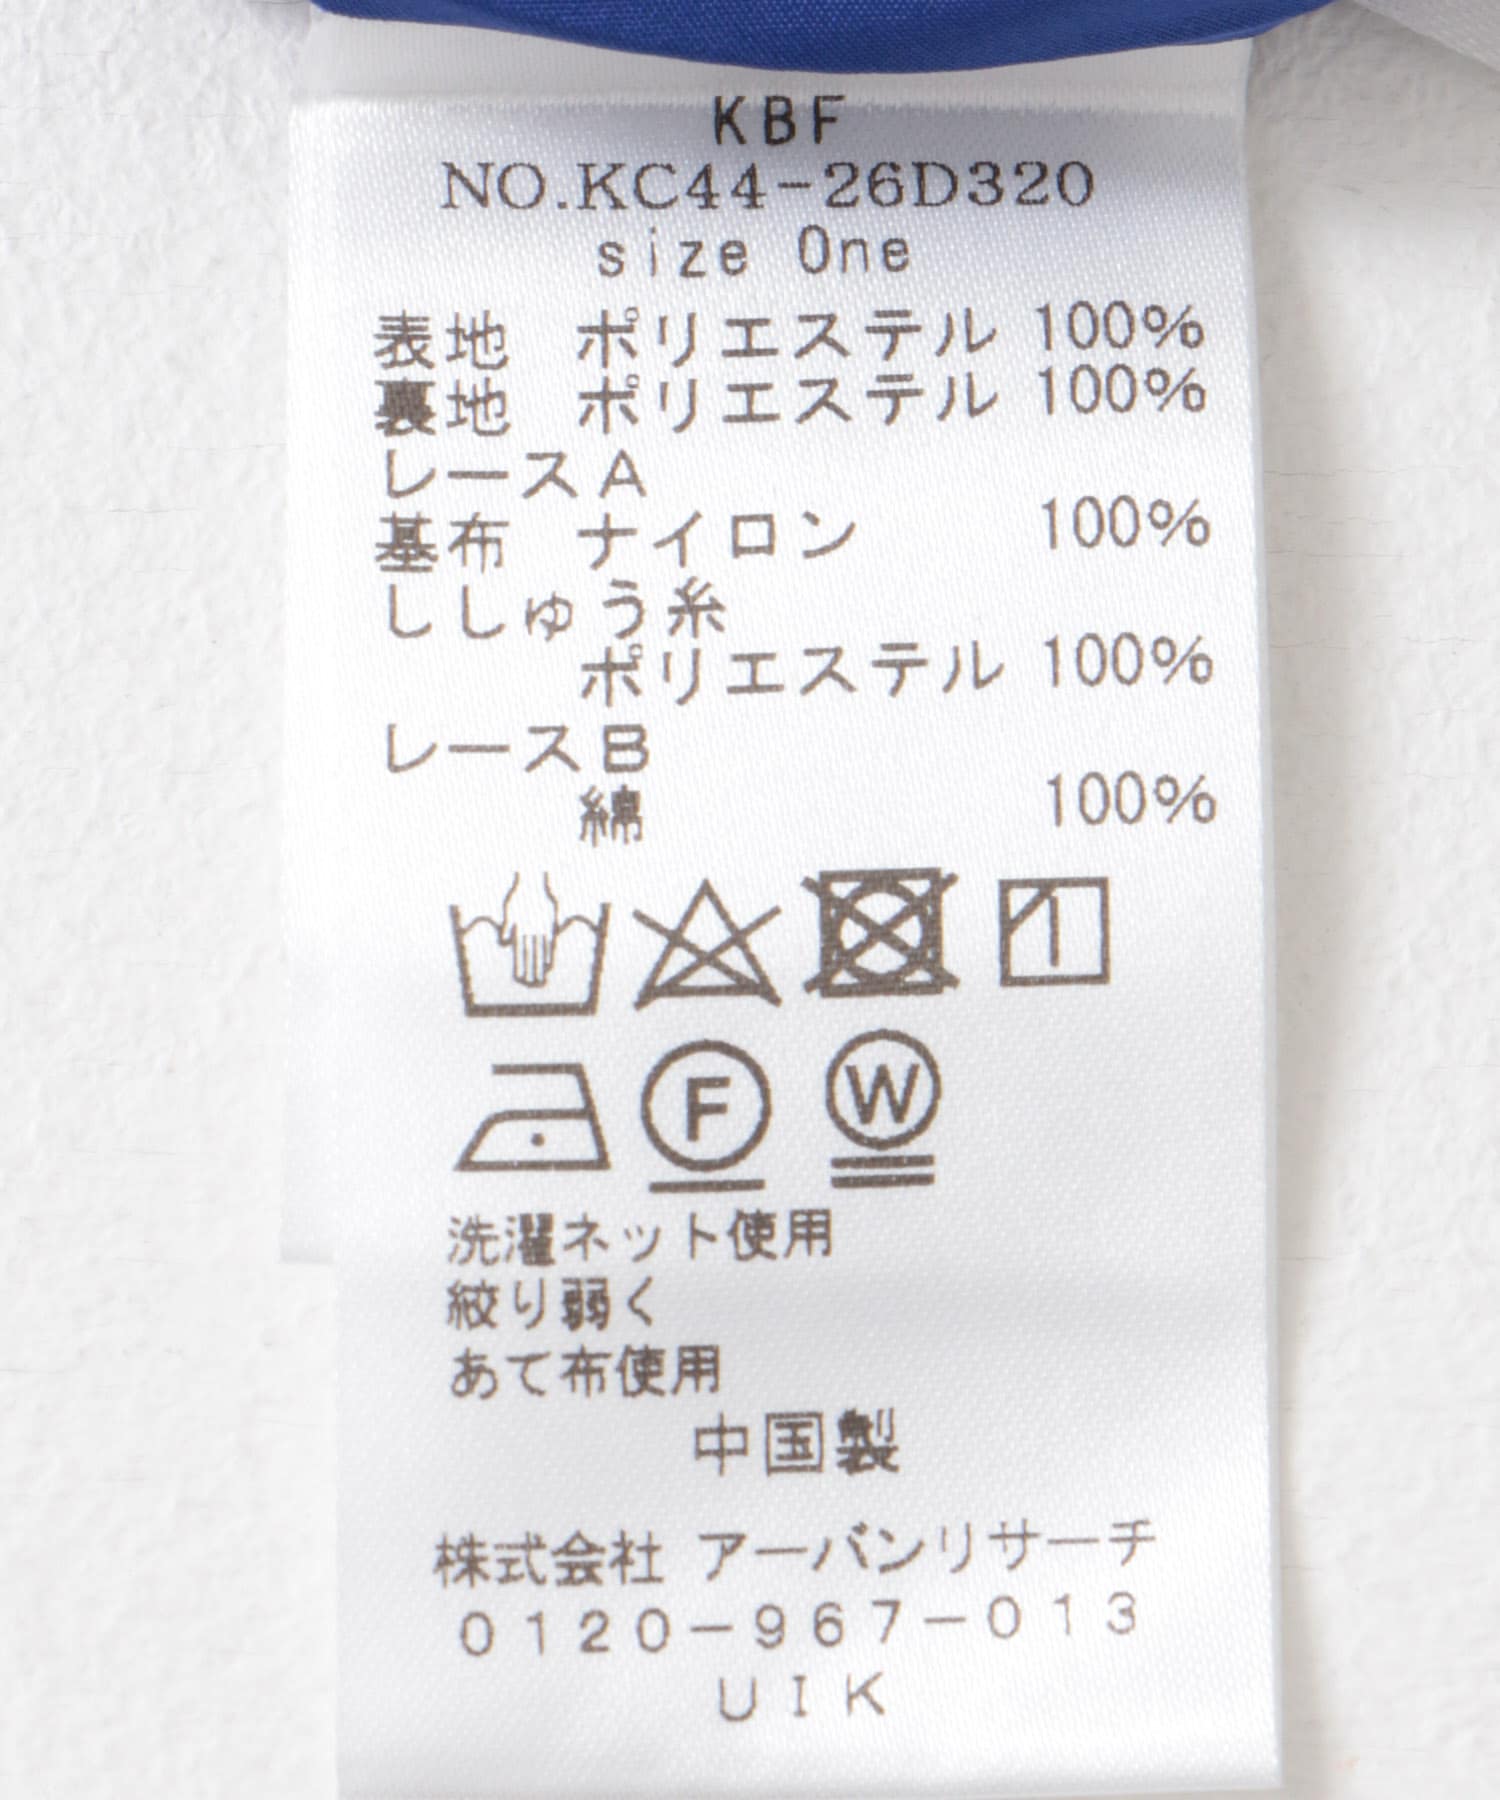 KBF
NO.KC44-26D320
size One
表地 ポリエステル 100%
裏地 ポリエステル 100%
レースA
基布 ナイロン 100%
ししゅう糸
ポリエステル 100%
レースB
綿 100%
F W
洗濯ネット使用
絞り弱く
あて布使用
中国製
株式会社 アーバンリサーチ
0120-967-013
UIK